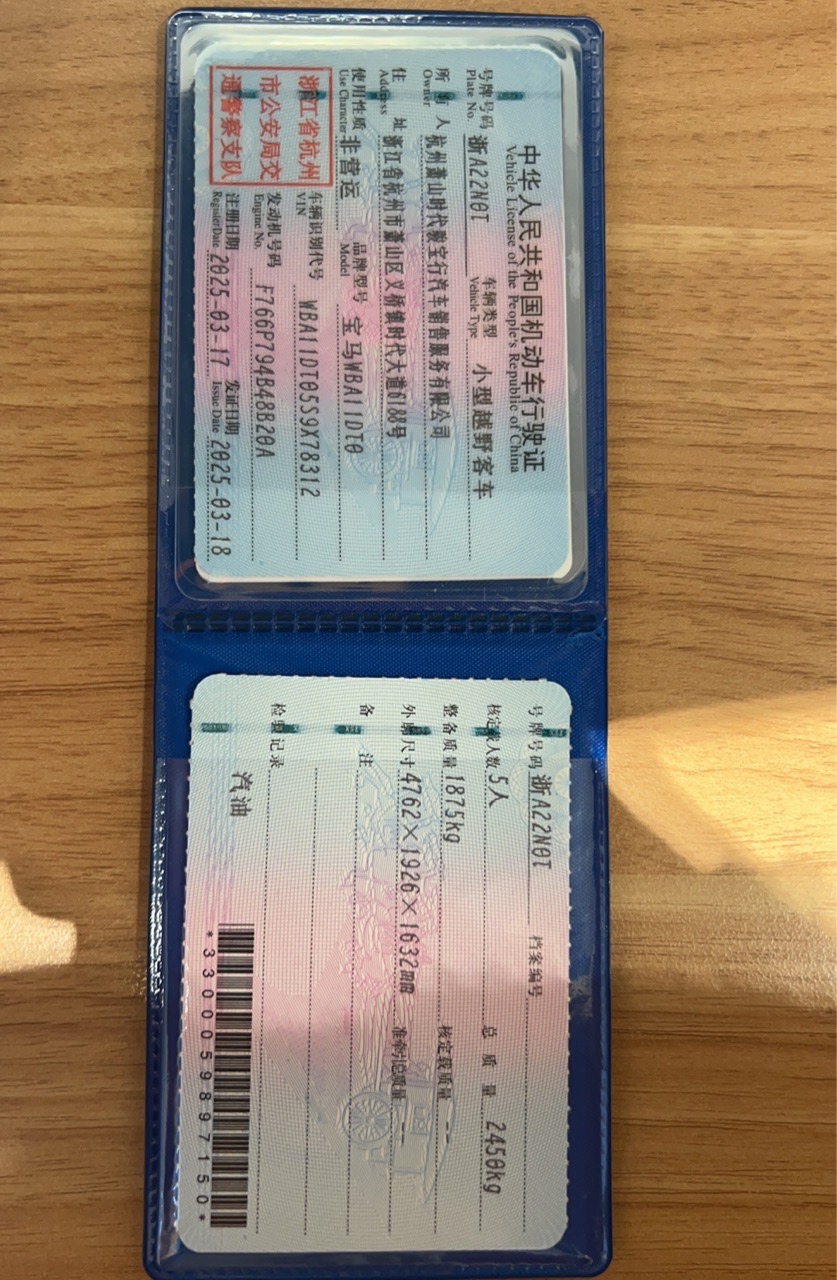 中华人民共和国机动车行驶证
Vehicle License of the People's Republic of China
号牌号码 浙A22N0T 车辆类型 小型越野客车
Plate No. Vehicle Type
所有人 杭州萧山时代骏宝行汽车销售服务有限公司
Owner
住址 浙江省杭州市萧山区义桥镇时代大道6188号
Address
使用性质 非营运 品牌型号 宝马WBA11DT0
Use Character Model
浙江省杭州
市公安局交
通警察支队
车辆识别代号 WBA11DT05S9X78312
VIN
发动机号码 F766P794B48B20A
Engine No.
注册日期 2025-03-17 发证日期 2025-03-18
Register Date Issue Date
号牌号码 浙A22N0T 档案编号
核定载人数 5人 总质量 2450kg
整备质量 1875kg 核定载质量 --
外廓尺寸 4762×1926×1632mm 准牵引总质量 --
备注
检验记录
汽油
*3300059897150*